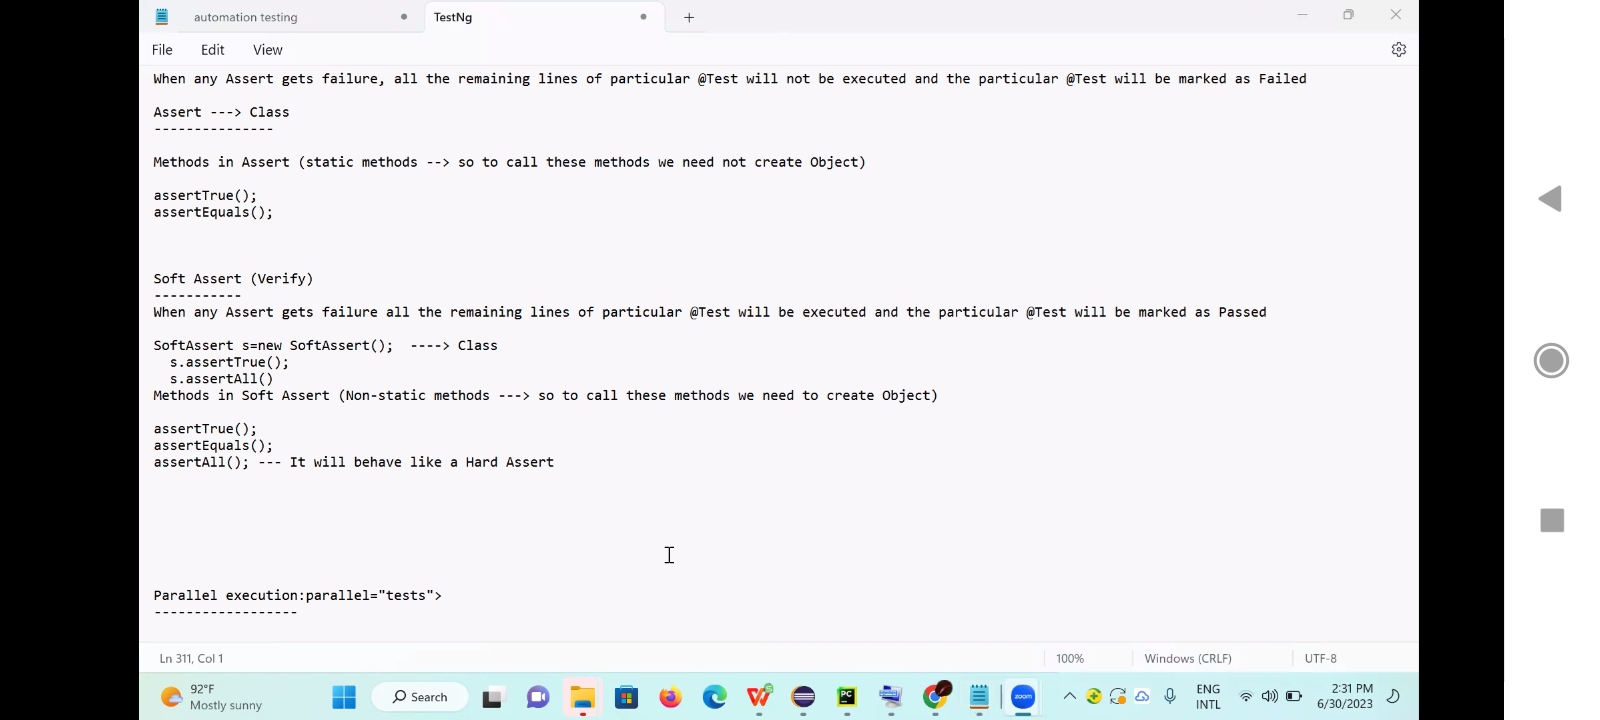 automation testing
TestNg
File Edit View
When any Assert gets failure, all the remaining lines of particular @Test will not be executed and the particular @Test will be marked as Failed
Assert ---> Class
---------------
Methods in Assert (static methods --> so to call these methods we need not create Object)
assertTrue();
assertEquals();
Soft Assert (Verify)
-----------
When any Assert gets failure all the remaining lines of particular @Test will be executed and the particular @Test will be marked as Passed
SoftAssert s=new SoftAssert();  ----> Class
  s.assertTrue();
  s.assertAll()
Methods in Soft Assert (Non-static methods ---> so to call these methods we need to create Object)
assertTrue();
assertEquals();
assertAll(); --- It will behave like a Hard Assert
Parallel execution:parallel="tests">
------------------
Ln 311, Col 1
100%
Windows (CRLF)
UTF-8
92°F
Mostly sunny
Search
PC
zoom
ENG
INTL
2:31 PM
6/30/2023